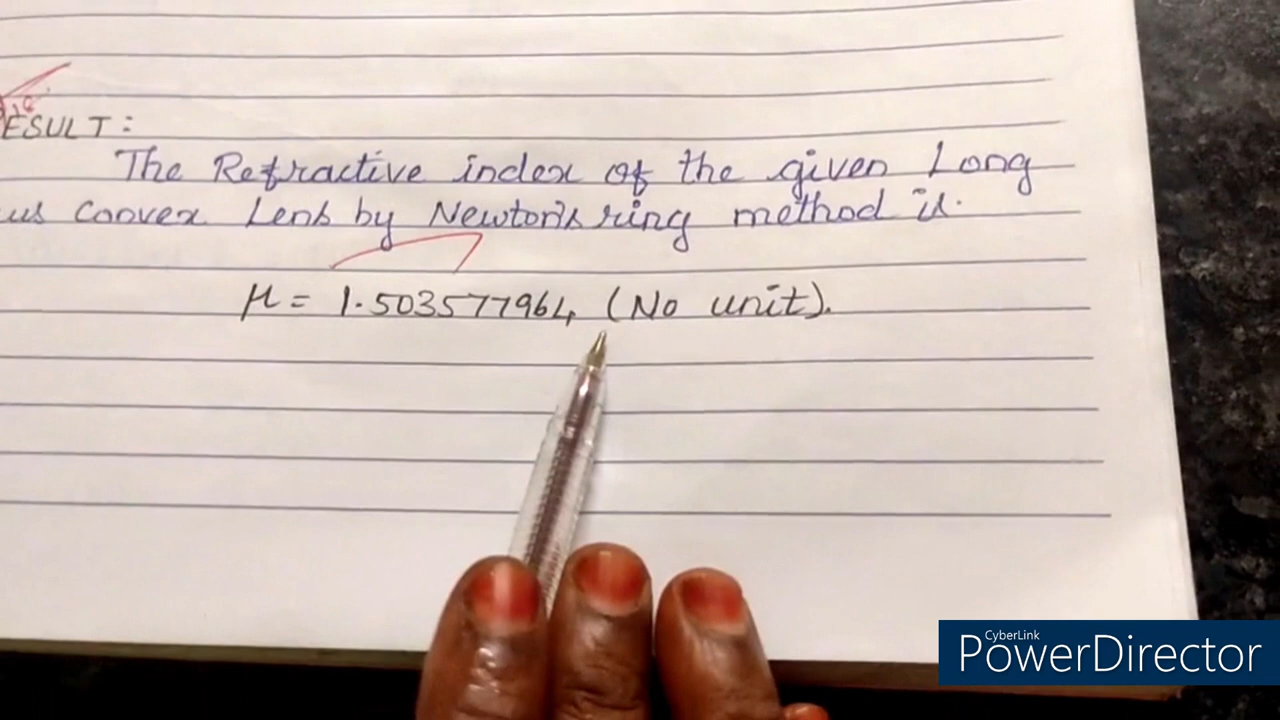 ESULT:
The Refractive index of the given Long
us Convex Lens by Newton's ring method is.
μ = 1.503577964 (No unit).
CyberLink
PowerDirector